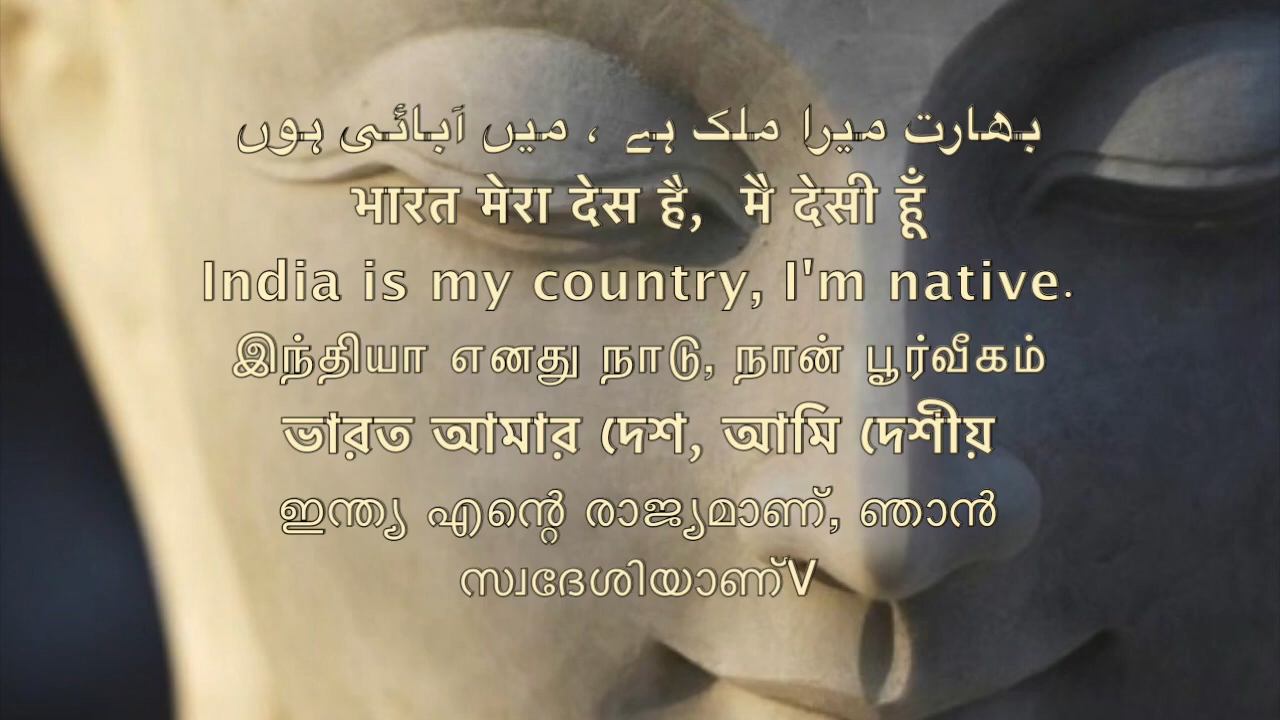 بھارت میرا ملک ہے ، میں آبائی ہوں
भारत मेरा देस है, मै देसी हूँ
India is my country, I'm native.
இந்தியா எனது நாடு, நான் பூர்வீகம்
ভারত আমার দেশ, আমি দেশীয়
ഇന്ത്യ എന്റെ രാജ്യമാണ്, ഞാൻ
സ്വദേശിയാണ്V